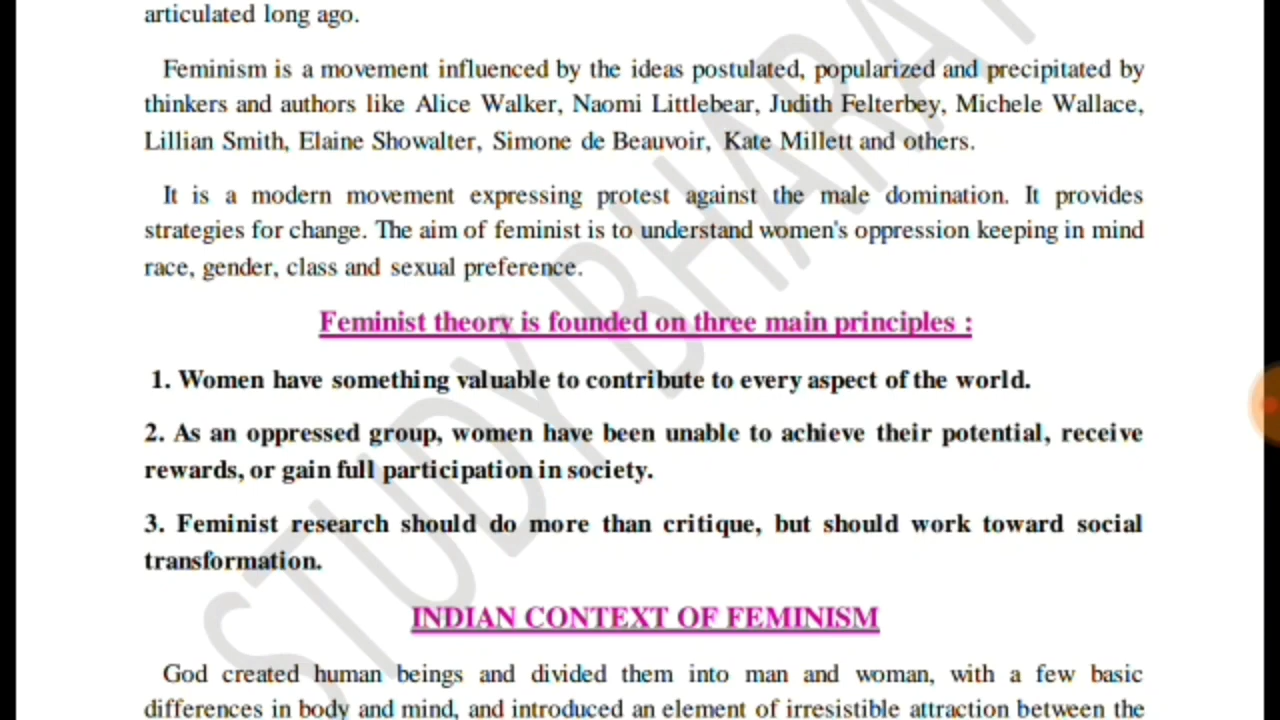 articulated long ago.
Feminism is a movement influenced by the ideas postulated, popularized and precipitated by
thinkers and authors like Alice Walker, Naomi Littlebear, Judith Felterbey, Michele Wallace,
Lillian Smith, Elaine Showalter, Simone de Beauvoir, Kate Millett and others.
It is a modern movement expressing protest against the male domination. It provides
strategies for change. The aim of feminist is to understand women's oppression keeping in mind
race, gender, class and sexual preference.
Feminist theory is founded on three main principles :
1. Women have something valuable to contribute to every aspect of the world.
2. As an oppressed group, women have been unable to achieve their potential, receive
rewards, or gain full participation in society.
3. Feminist research should do more than critique, but should work toward social
transformation.
INDIAN CONTEXT OF FEMINISM
God created human beings and divided them into man and woman, with a few basic
differences in body and mind, and introduced an element of irresistible attraction between the
STUDY BHARA